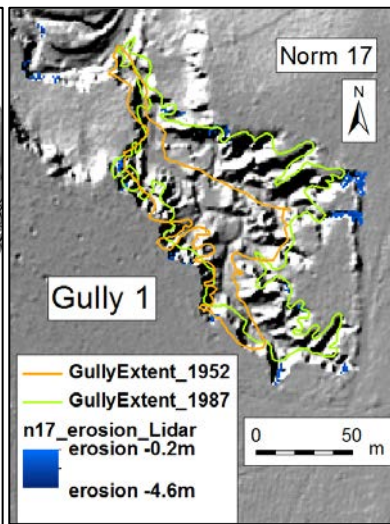 Norm 17
N
Gully 1
GullyExtent_1952
GullyExtent_1987
n17_erosion_Lidar
erosion -0.2m
erosion -4.6m
0 50
m